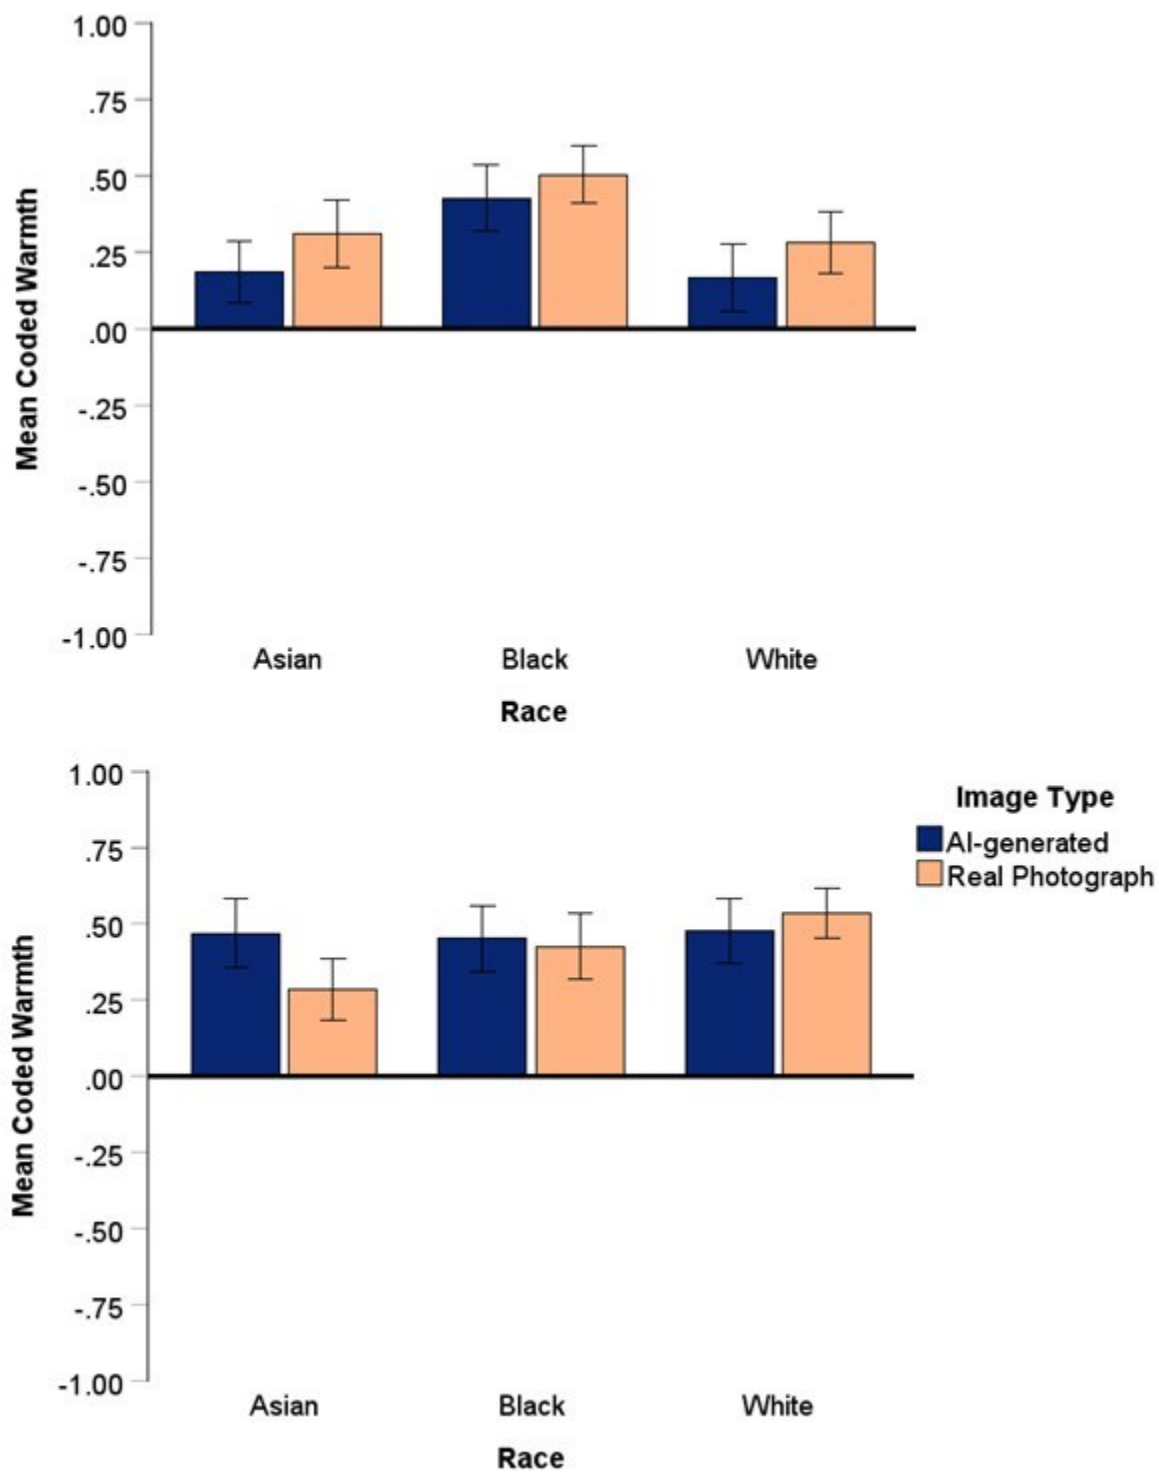 1.00
.75
.50
.25
.00
-.25
-.50
-.75
-1.00
Mean Coded Warmth
Asian Black White
Race
1.00
.75
.50
.25
.00
-.25
-.50
-.75
-1.00
Mean Coded Warmth
Asian Black White
Race
Image Type
AI-generated
Real Photograph